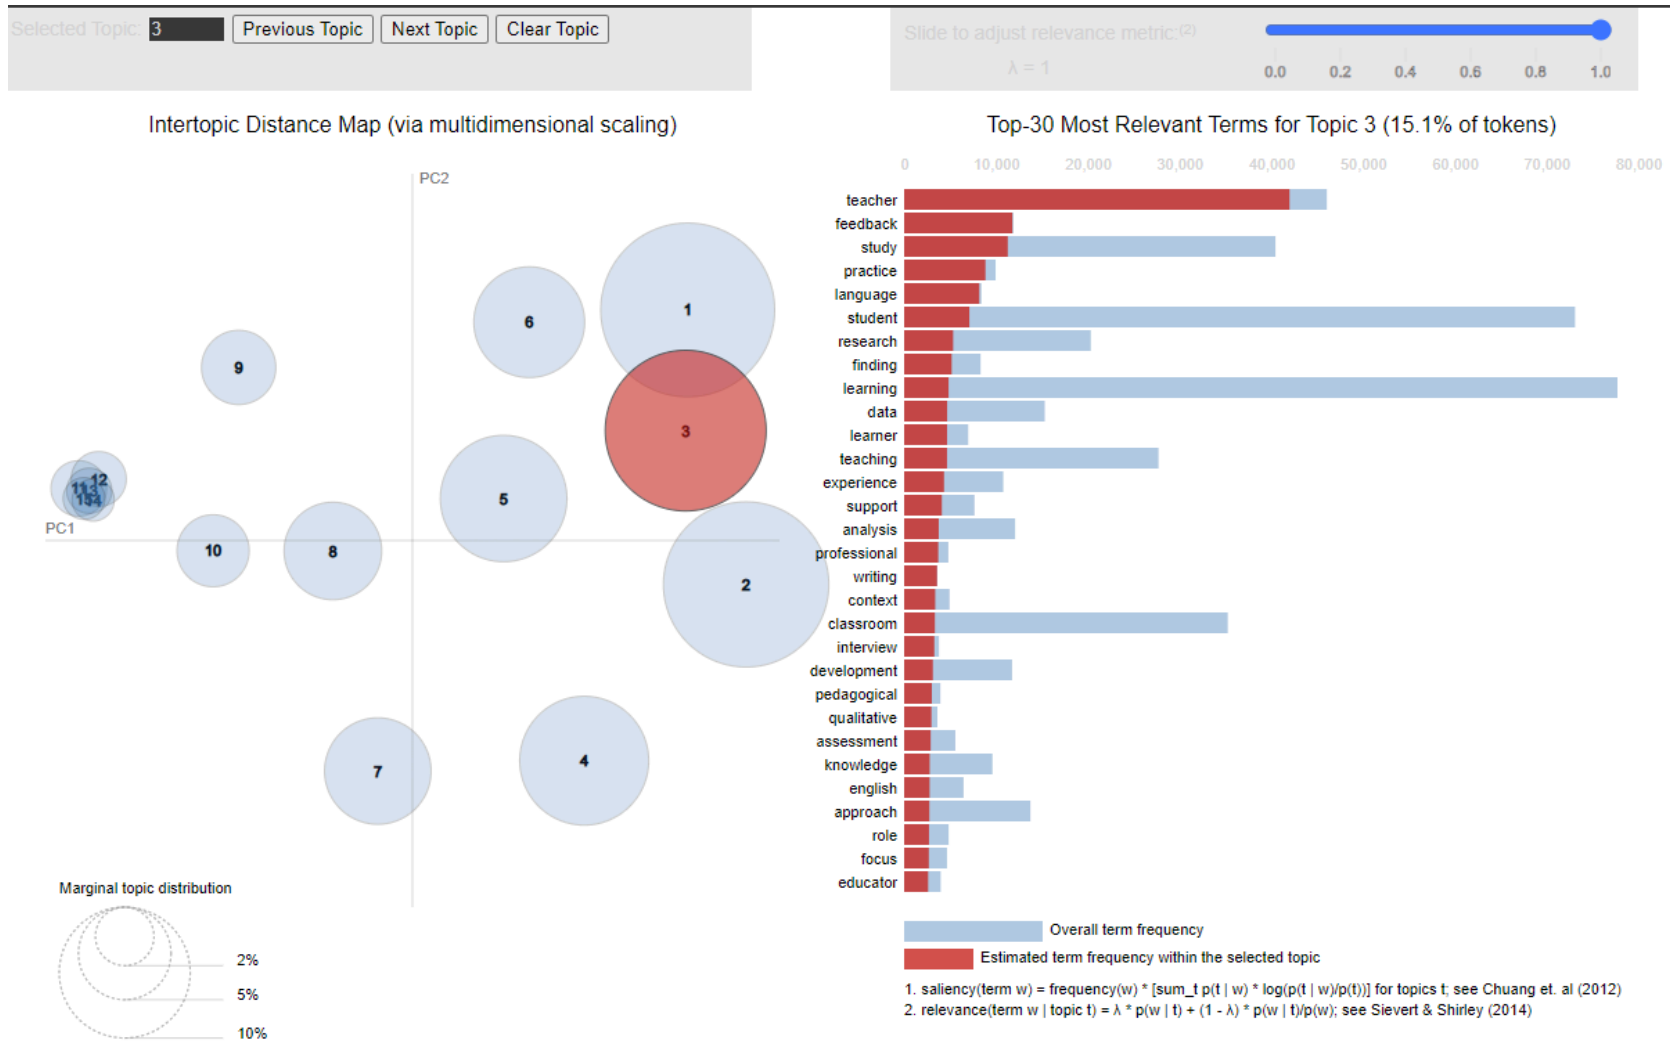 Selected Topic: 3 Previous Topic Next Topic Clear Topic
Slide to adjust relevance metric:(2)
λ = 1
0.0 0.2 0.4 0.6 0.8 1.0
Intertopic Distance Map (via multidimensional scaling)
PC2
PC1
1
2
3
4
5
6
7
8
9
10
11
12
13
14
15
Marginal topic distribution
2%
5%
10%
Top-30 Most Relevant Terms for Topic 3 (15.1% of tokens)
0 10,000 20,000 30,000 40,000 50,000 60,000 70,000 80,000
teacher
feedback
study
practice
language
student
research
finding
learning
data
learner
teaching
experience
support
analysis
professional
writing
context
classroom
interview
development
pedagogical
qualitative
assessment
knowledge
english
approach
role
focus
educator
Overall term frequency
Estimated term frequency within the selected topic
1. saliency(term w) = frequency(w) * [sum_t p(t | w) * log(p(t | w)/p(t))] for topics t; see Chuang et. al (2012)
2. relevance(term w | topic t) = λ * p(w | t) + (1 - λ) * p(w | t)/p(w); see Sievert & Shirley (2014)